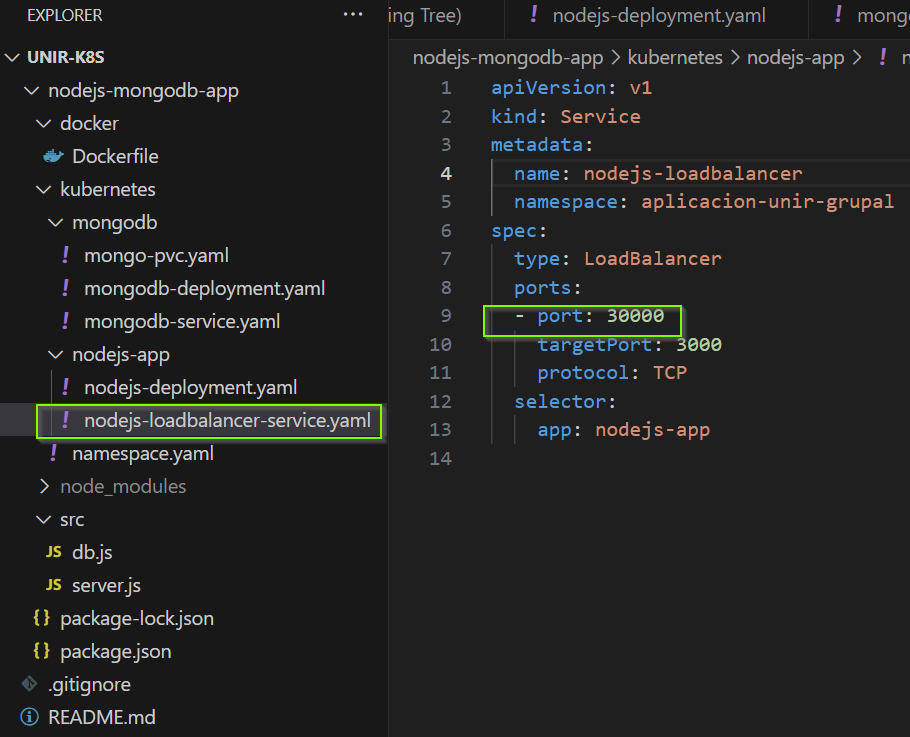 EXPLORER
UNIR-K8S
nodejs-mongodb-app
docker
Dockerfile
kubernetes
mongodb
! mongo-pvc.yaml
! mongodb-deployment.yaml
! mongodb-service.yaml
nodejs-app
! nodejs-deployment.yaml
! nodejs-loadbalancer-service.yaml
! namespace.yaml
node_modules
src
JS db.js
JS server.js
{} package-lock.json
{} package.json
.gitignore
README.md
ing Tree) ! nodejs-deployment.yaml ! mong
nodejs-mongodb-app > kubernetes > nodejs-app > ! n
1 apiVersion: v1
2 kind: Service
3 metadata:
4 name: nodejs-loadbalancer
5 namespace: aplicacion-unir-grupal
6 spec:
7 type: LoadBalancer
8 ports:
9 - port: 30000
10 targetPort: 3000
11 protocol: TCP
12 selector:
13 app: nodejs-app
14